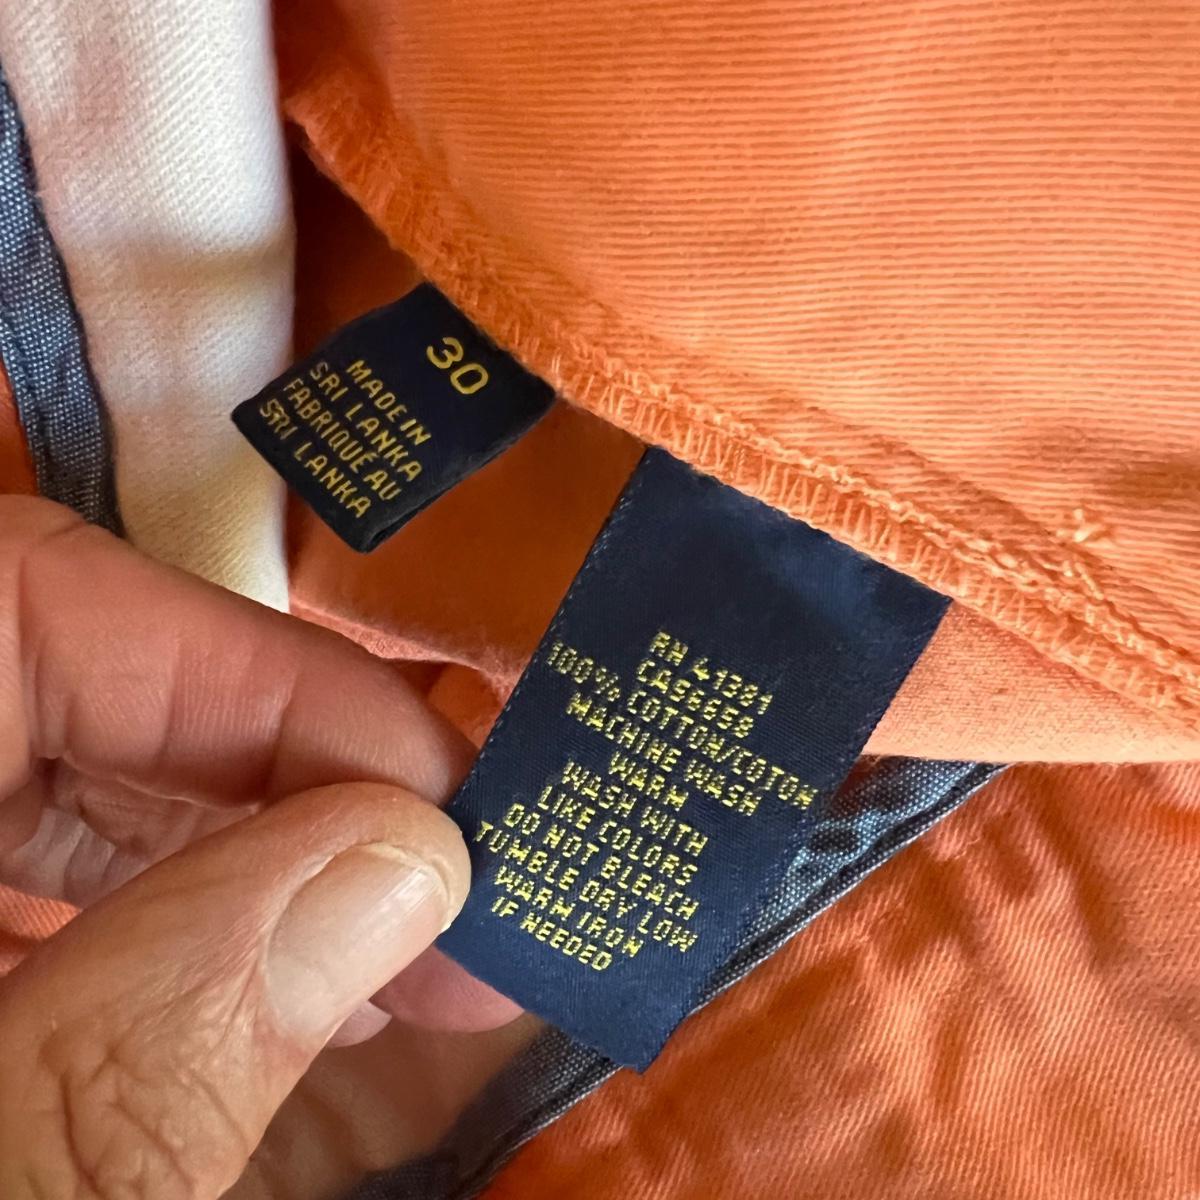 30
MADE IN
SRI LANKA
FABRIQUÉ AU
SRI LANKA
RN 41381
CA56658
100% COTTON/COTON
MACHINE WASH
WARM
WASH WITH
LIKE COLORS
DO NOT BLEACH
TUMBLE DRY LOW
WARM IRON
IF NEEDED